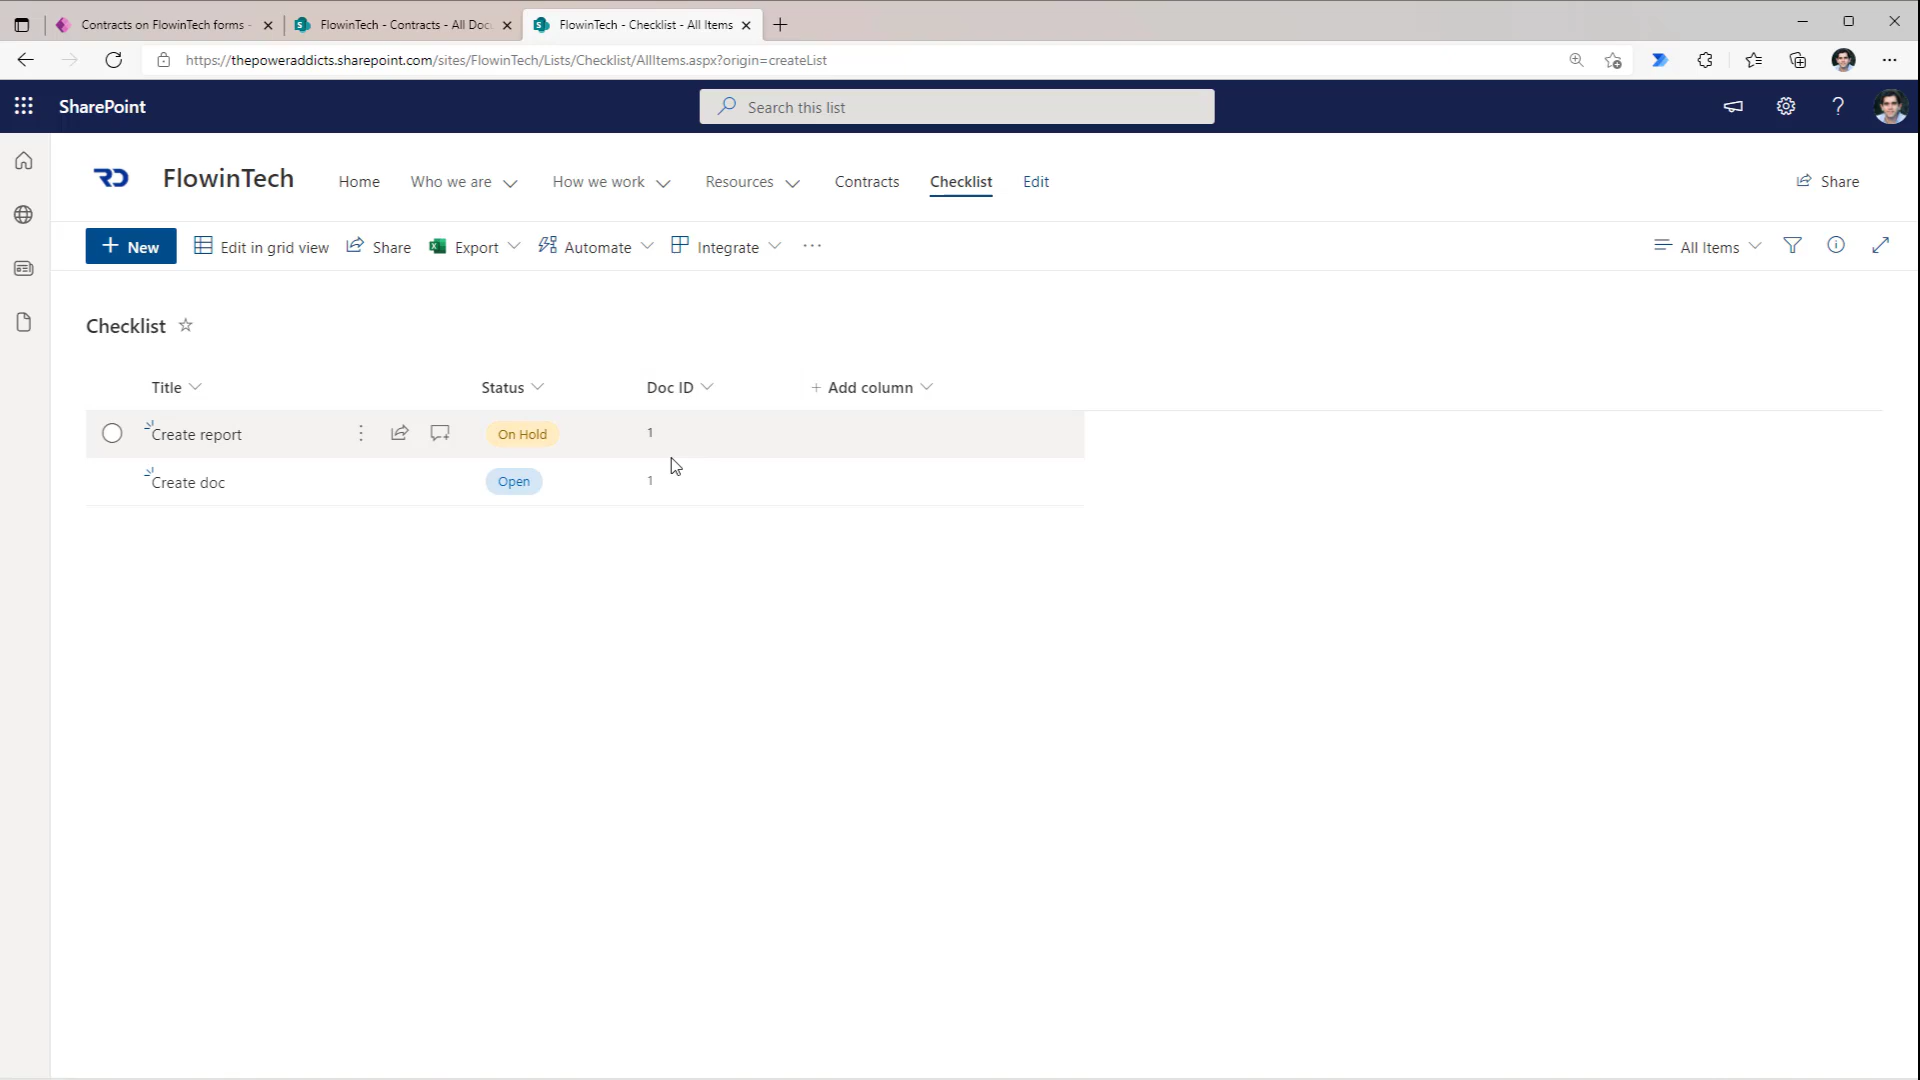 Contracts on FlowinTech forms -
FlowinTech - Contracts - All Doc
FlowinTech - Checklist - All Items
https://thepoweraddicts.sharepoint.com/sites/FlowinTech/Lists/Checklist/AllItems.aspx?origin=createList
SharePoint
Search this list
FlowinTech
Home
Who we are
How we work
Resources
Contracts
Checklist
Edit
Share
+ New
Edit in grid view
Share
Export
Automate
Integrate
...
All Items
Checklist
Title
Status
Doc ID
+ Add column
Create report
On Hold
1
Create doc
Open
1